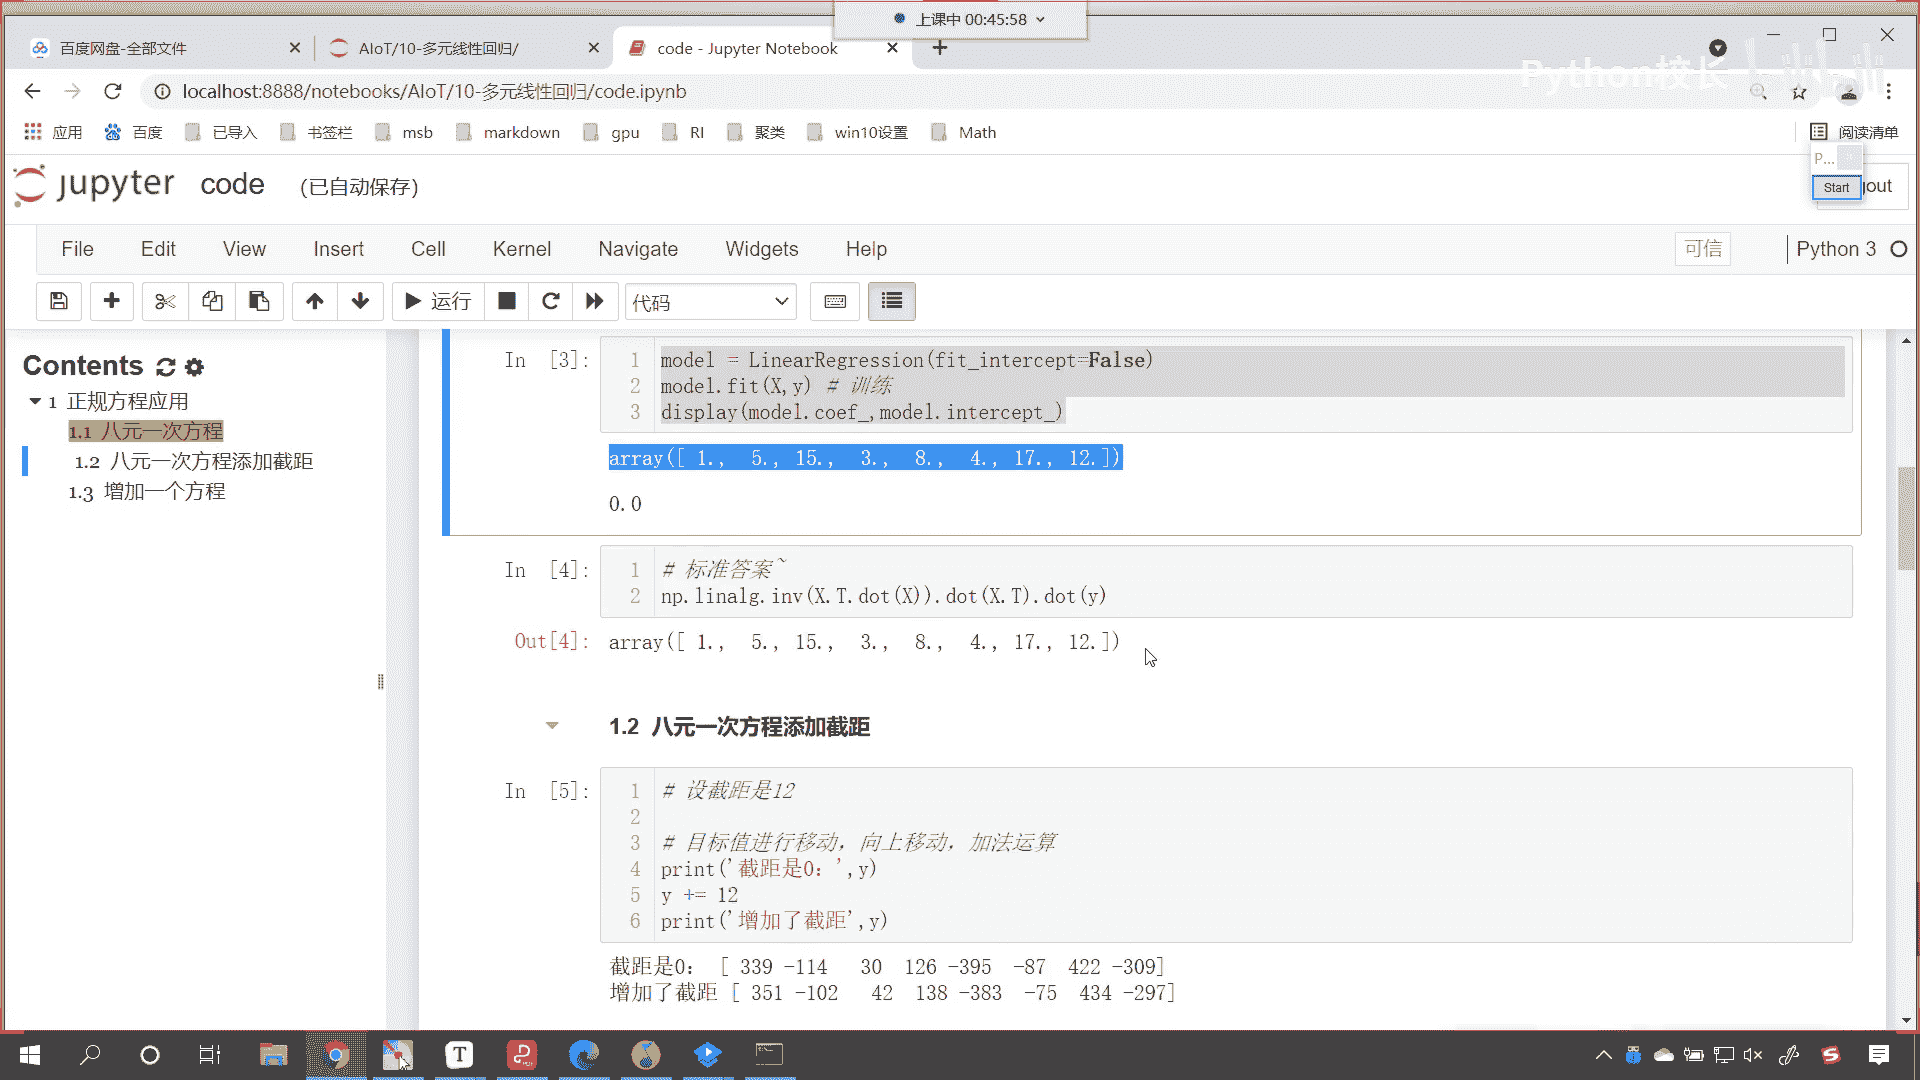 上课中 00:45:58
百度网盘-全部文件
AIoT/10-多元线性回归/
code - Jupyter Notebook
Python校长
localhost:8888/notebooks/AIoT/10-多元线性回归/code.ipynb
应用 百度 已导入 书签栏 msb markdown gpu RI 聚类 win10设置 Math 阅读清单
P...
Start
jupyter code (已自动保存) out
File Edit View Insert Cell Kernel Navigate Widgets Help 可信 Python 3
运行 代码
Contents
1 正规方程应用
1.1 八元一次方程
1.2 八元一次方程添加截距
1.3 增加一个方程
In [3]:
1 model = LinearRegression(fit_intercept=False)
2 model.fit(X,y) # 训练
3 display(model.coef_,model.intercept_)
array([ 1., 5., 15., 3., 8., 4., 17., 12.])
0.0
In [4]:
1 # 标准答案~
2 np.linalg.inv(X.T.dot(X)).dot(X.T).dot(y)
Out[4]: array([ 1., 5., 15., 3., 8., 4., 17., 12.])
1.2 八元一次方程添加截距
In [5]:
1 # 设截距是12
2
3 # 目标值进行移动，向上移动，加法运算
4 print('截距是0：',y)
5 y += 12
6 print('增加了截距',y)
截距是0： [ 339 -114 30 126 -395 -87 422 -309]
增加了截距 [ 351 -102 42 138 -383 -75 434 -297]